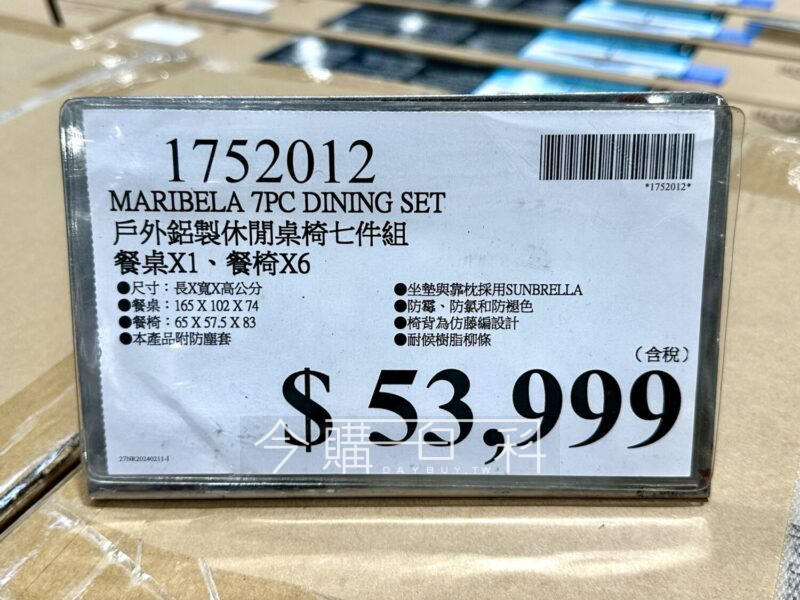 1752012
*1752012*
MARIBELA 7PC DINING SET
戶外鋁製休閒桌椅七件組
餐桌X1、餐椅X6
●尺寸：長X寬X高公分
●餐桌：165 X 102 X 74
●餐椅：65 X 57.5 X 83
●本產品附防塵套
●坐墊與靠枕採用SUNBRELLA
●防霉、防氯和防褪色
●椅背為仿藤編設計
●耐候樹脂柳條
（含稅）
$ 53,999
今購百科
DAYBUY.TW
27NR20240211-I